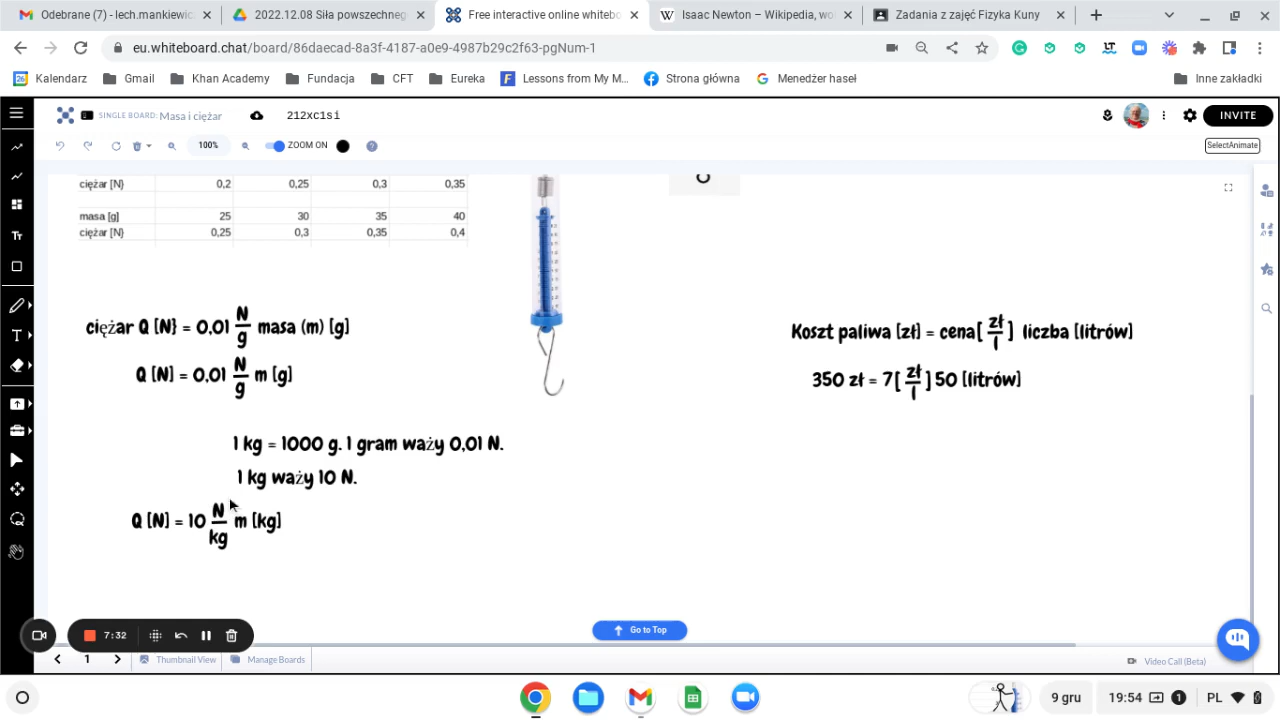 Odebrane (7) - lech.mankiewic
2022.12.08 Siła powszechneg
Free interactive online whitebo
Isaac Newton – Wikipedia, wo
Zadania z zajęć Fizyka Kuny
eu.whiteboard.chat/board/86daecad-8a3f-4187-a0e9-4987b29c2f63-pgNum-1
Kalendarz
Gmail
Khan Academy
Fundacja
CFT
Eureka
Lessons from My M...
Strona główna
Menedżer haseł
Inne zakładki
SINGLE BOARD: Masa i ciężar
212xc1si
INVITE
100%
ZOOM ON
SelectAnimate
ciężar [N} 0,2 0,25 0,3 0,35
masa [g] 25 30 35 40
ciężar [N} 0,25 0,3 0,35 0,4
ciężar Q [N} = 0,01 N/g masa (m) [g]
Q [N] = 0,01 N/g m [g]
1 kg = 1000 g. 1 gram waży 0,01 N.
1 kg waży 10 N.
Q [N] = 10 N/kg m [kg]
Koszt paliwa [zł] = cena[ zł/l ] liczba [litrów]
350 zł = 7[ zł/l ] 50 [litrów]
7:32
Go to Top
1
Thumbnail View
Manage Boards
Video Call (Beta)
9 gru
19:54
1
PL